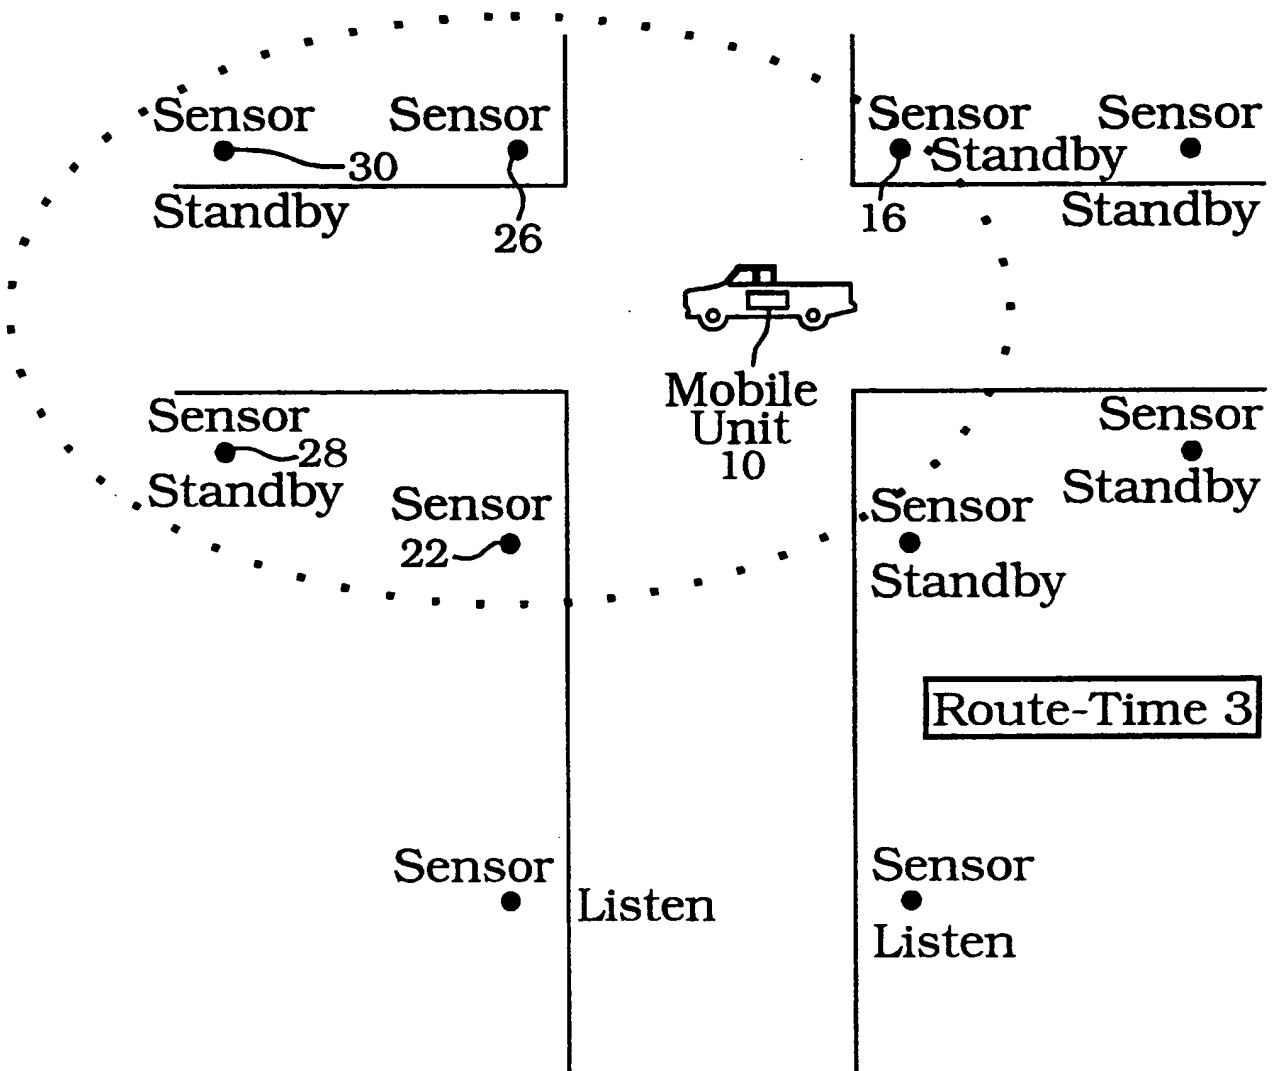 Sensor
Sensor
Sensor
Sensor
30
Standby
Standby
26
16
Standby
Mobile
Unit
10
Sensor
28
Standby
Sensor
22
Sensor
Standby
Sensor
Standby
Route-Time 3
Sensor
Listen
Sensor
Listen